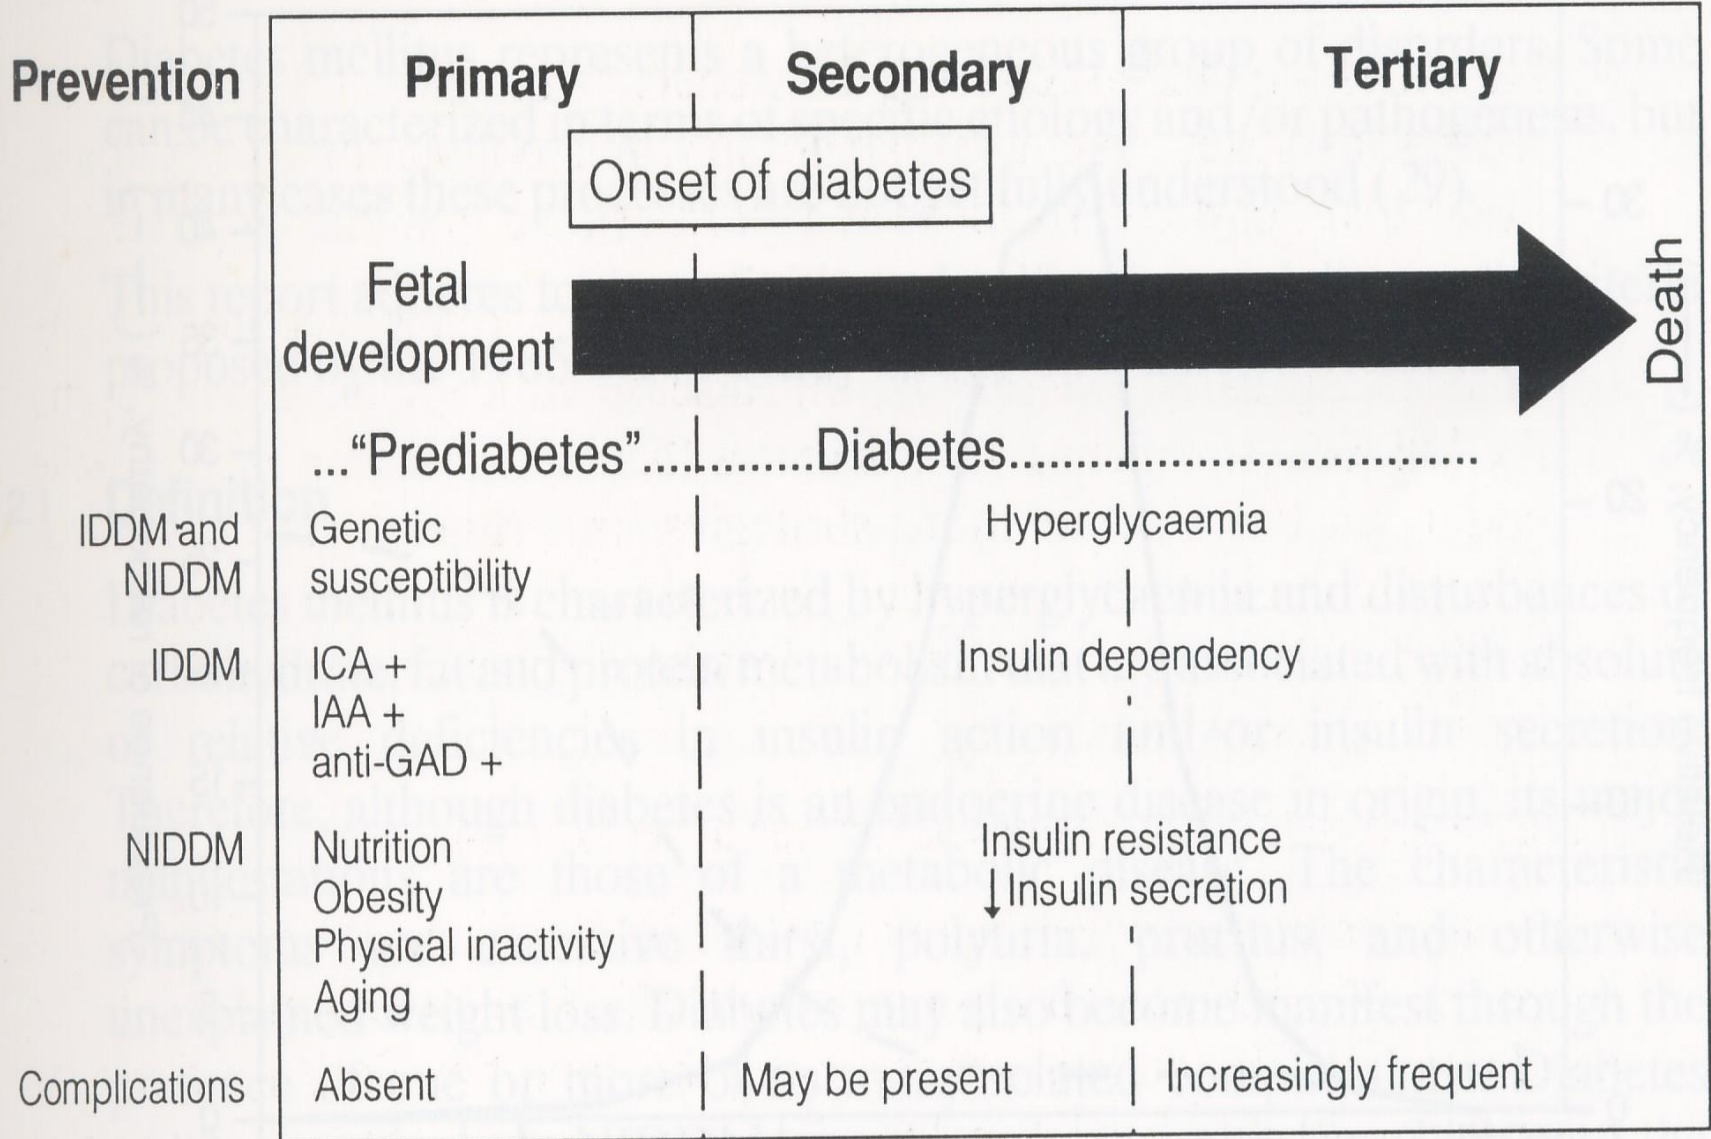 Prevention Primary Secondary Tertiary
Onset of diabetes
Fetal
development
Death
..."Prediabetes"............Diabetes..........................................
IDDM and Genetic Hyperglycaemia
NIDDM susceptibility
IDDM ICA + Insulin dependency
IAA +
anti-GAD +
NIDDM Nutrition Insulin resistance
Obesity ↓Insulin secretion
Physical inactivity
Aging
Complications Absent May be present Increasingly frequent